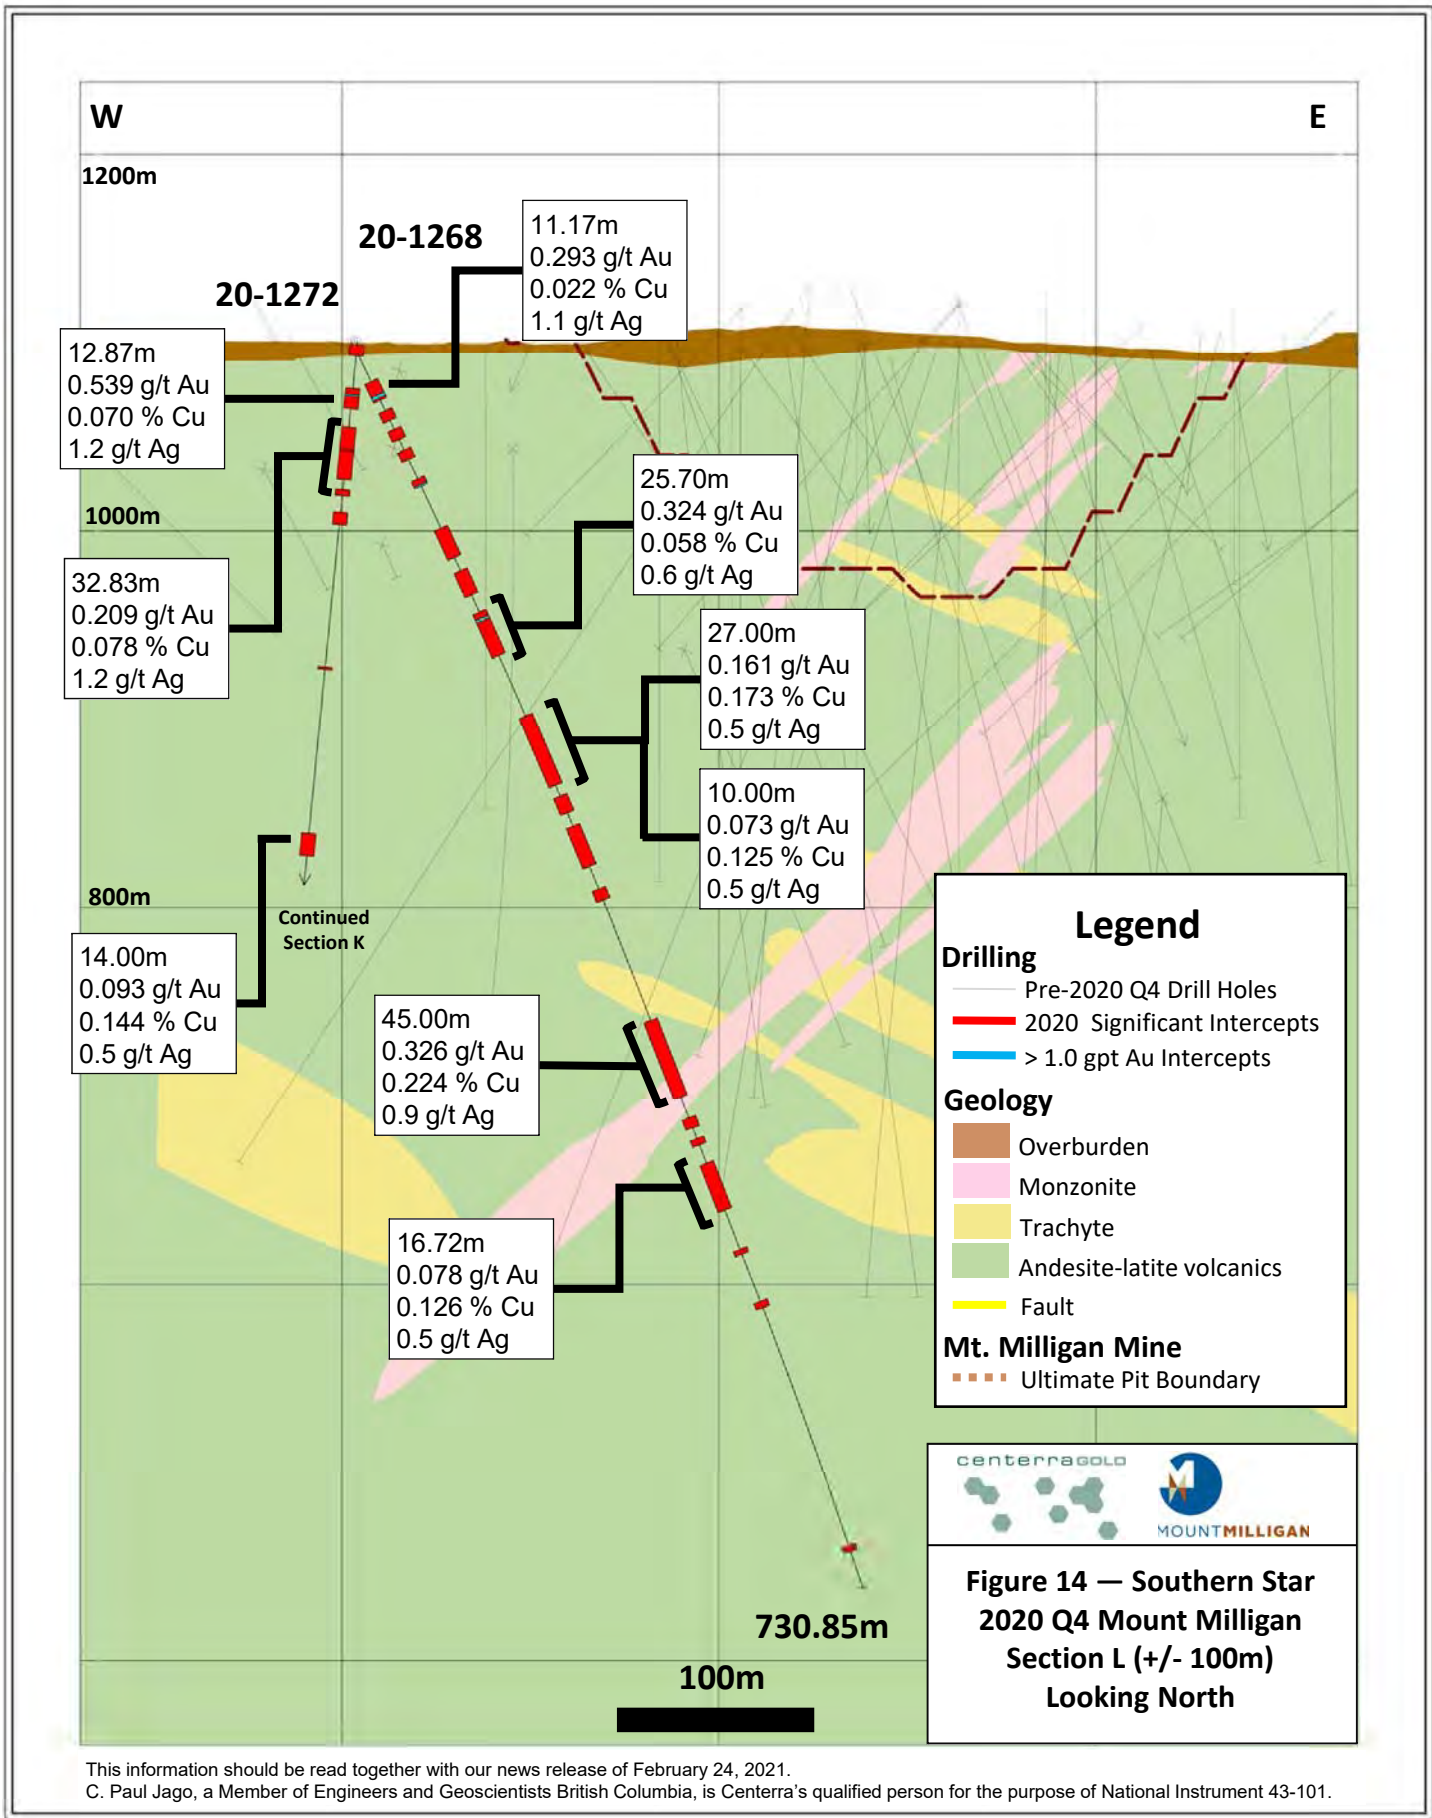 W
E
1200m
20-1268
11.17m
0.293 g/t Au
0.022 % Cu
1.1 g/t Ag
20-1272
12.87m
0.539 g/t Au
0.070 % Cu
1.2 g/t Ag
25.70m
0.324 g/t Au
0.058 % Cu
0.6 g/t Ag
1000m
32.83m
0.209 g/t Au
0.078 % Cu
1.2 g/t Ag
27.00m
0.161 g/t Au
0.173 % Cu
0.5 g/t Ag
10.00m
0.073 g/t Au
0.125 % Cu
0.5 g/t Ag
800m
Continued
Section K
14.00m
0.093 g/t Au
0.144 % Cu
0.5 g/t Ag
45.00m
0.326 g/t Au
0.224 % Cu
0.9 g/t Ag
16.72m
0.078 g/t Au
0.126 % Cu
0.5 g/t Ag
Legend
Drilling
Pre-2020 Q4 Drill Holes
2020 Significant Intercepts
> 1.0 gpt Au Intercepts
Geology
Overburden
Monzonite
Trachyte
Andesite-latite volcanics
Fault
Mt. Milligan Mine
Ultimate Pit Boundary
centerraGOLD
MOUNTMILLIGAN
730.85m
100m
Figure 14 — Southern Star
2020 Q4 Mount Milligan
Section L (+/- 100m)
Looking North
This information should be read together with our news release of February 24, 2021.
C. Paul Jago, a Member of Engineers and Geoscientists British Columbia, is Centerra's qualified person for the purpose of National Instrument 43-101.